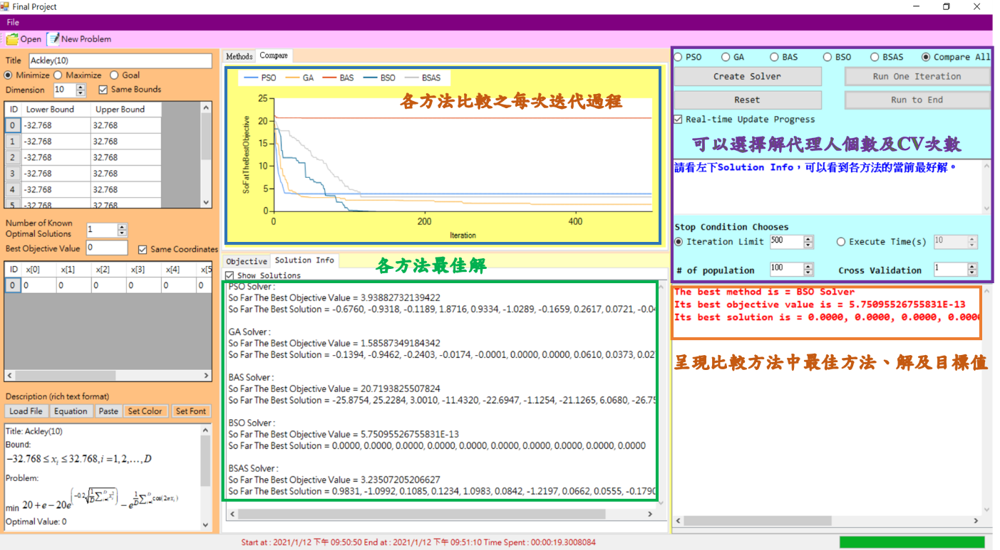 Final Project
File
Open New Problem
Title Ackley(10)
Minimize Maximize Goal
Dimension 10 Same Bounds
ID Lower Bound Upper Bound
0 -32.768 32.768
1 -32.768 32.768
2 -32.768 32.768
3 -32.768 32.768
4 -32.768 32.768
5 -32.768 32.768
Number of Known
Optimal Solutions 1
Best Objective Value 0 Same Coordinates
ID x[0] x[1] x[2] x[3] x[4] x[5
0 0 0 0 0 0 0
Description (rich text format)
Load File Equation Paste Set Color Set Font
Title: Ackley(10)
Bound:
−32.768 ≤ x_i ≤ 32.768, i = 1, 2, …, D
Problem:
min 20 + e − 20e^(−0.2√(1/D ∑_{i=1}^{D} x_i^2)) − e^(1/D ∑_{i=1}^{D} cos(2πx_i))
Optimal Value: 0
Methods Compare
PSO GA BAS BSO BSAS
各方法比較之每次迭代過程
25
20
15
10
5
0
SoFatTheBestObjective
0 200 400
Iteration
Objective Solution Info
各方法最佳解
Show Solutions
PSO Solver :
So Far The Best Objective Value = 3.93882732139422
So Far The Best Solution = -0.6760, -0.9318, -0.1189, 1.8716, 0.9334, -1.0289, -0.1659, 0.2617, 0.0721, -0.04
GA Solver :
So Far The Best Objective Value = 1.58587349184342
So Far The Best Solution = -0.1394, -0.9462, -0.2403, -0.0174, -0.0001, 0.0000, 0.0000, 0.0610, 0.0373, 0.02
BAS Solver :
So Far The Best Objective Value = 20.7193825507824
So Far The Best Solution = -25.8754, 25.2284, 3.0010, -11.4320, -22.6947, -1.1254, -21.1265, 6.0680, -26.75
BSO Solver :
So Far The Best Objective Value = 5.75095526755831E-13
So Far The Best Solution = 0.0000, 0.0000, 0.0000, 0.0000, 0.0000, 0.0000, 0.0000, 0.0000, 0.0000, 0.0000
BSAS Solver :
So Far The Best Objective Value = 3.23507205206627
So Far The Best Solution = 0.9831, -1.0992, 0.1085, 0.1234, 1.0983, 0.0842, -1.2197, 0.0662, 0.0555, -0.1790
PSO GA BAS BSO BSAS Compare All
Create Solver Run One Iteration
Reset Run to End
Real-time Update Progress
可以選擇解代理人個數及CV次數
請看左下Solution Info，可以看到各方法的當前最好解。
Stop Condition Chooses
Iteration Limit 500 Execute Time(s) 10
# of population 100 Cross Validation 1
The best method is = BSO Solver
Its best objective value is = 5.75095526755831E-13
Its best solution is = 0.0000, 0.0000, 0.0000, 0.0000
呈現比較方法中最佳方法、解及目標值
Start at : 2021/1/12 下午 09:50:50 End at : 2021/1/12 下午 09:51:10 Time Spent : 00:00:19.3008084